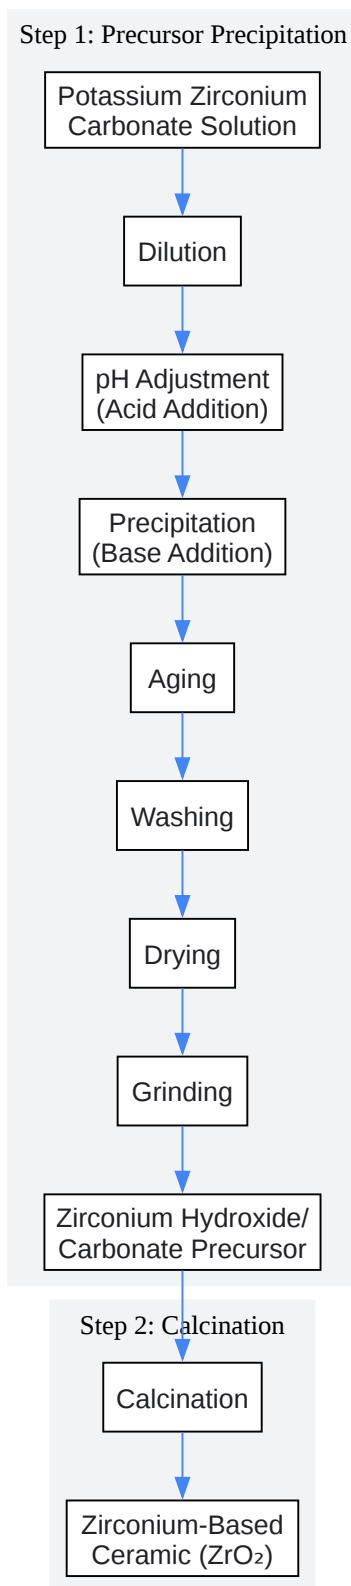 Step 1: Precursor Precipitation
Potassium Zirconium
Carbonate Solution
Dilution
pH Adjustment
(Acid Addition)
Precipitation
(Base Addition)
Aging
Washing
Drying
Grinding
Zirconium Hydroxide/
Carbonate Precursor
Step 2: Calcination
Calcination
Zirconium-Based
Ceramic (ZrO₂)